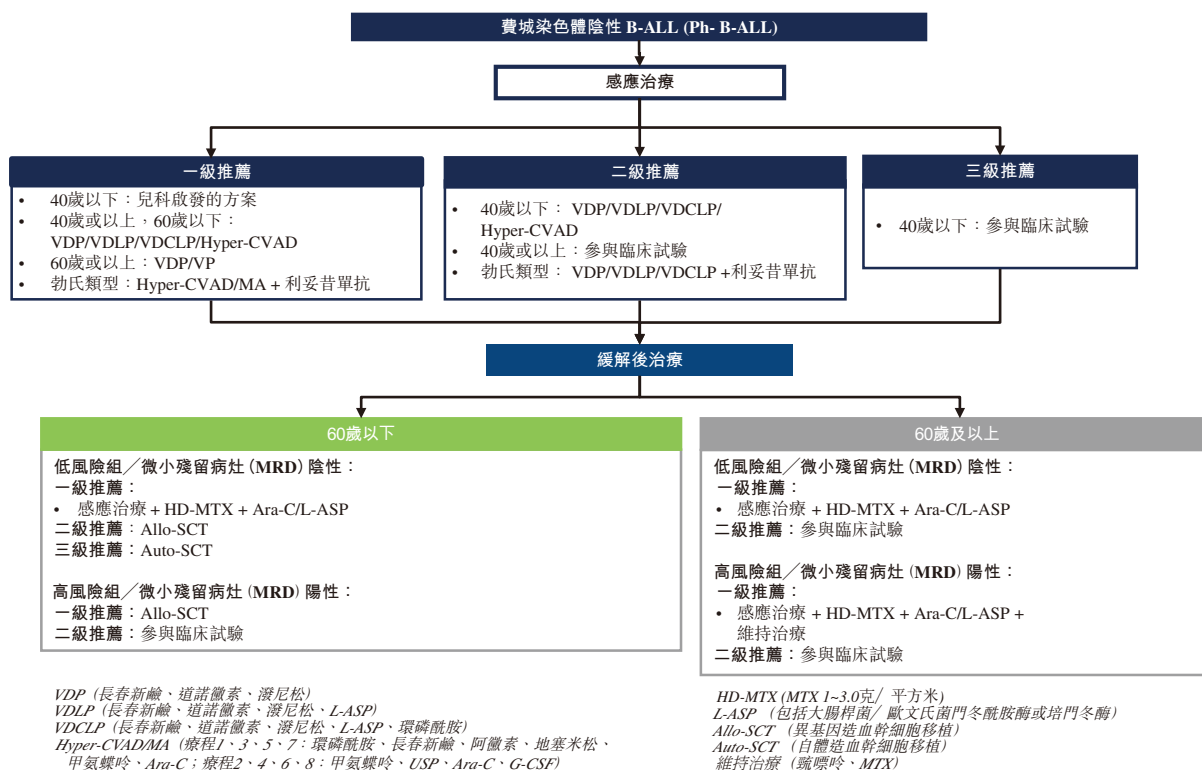 費城染色體陰性 B-ALL (Ph- B-ALL)
感應治療
一級推薦
• 40歲以下：兒科啟發的方案
• 40歲或以上，60歲以下：
VDP/VDLP/VDCLP/Hyper-CVAD
• 60歲或以上：VDP/VP
• 勃氏類型：Hyper-CVAD/MA + 利妥昔單抗
二級推薦
• 40歲以下： VDP/VDLP/VDCLP/
Hyper-CVAD
• 40歲或以上：參與臨床試驗
• 勃氏類型： VDP/VDLP/VDCLP +利妥昔單抗
三級推薦
• 40歲以下：參與臨床試驗
緩解後治療
60歲以下
低風險組／微小殘留病灶 (MRD) 陰性：
一級推薦：
• 感應治療 + HD-MTX + Ara-C/L-ASP
二級推薦：Allo-SCT
三級推薦：Auto-SCT
高風險組／微小殘留病灶 (MRD) 陽性：
一級推薦：Allo-SCT
二級推薦：參與臨床試驗
60歲及以上
低風險組／微小殘留病灶 (MRD) 陰性：
一級推薦：
• 感應治療 + HD-MTX + Ara-C/L-ASP
二級推薦：參與臨床試驗
高風險組／微小殘留病灶 (MRD) 陽性：
一級推薦：
• 感應治療 + HD-MTX + Ara-C/L-ASP +
維持治療
二級推薦：參與臨床試驗
VDP（長春新鹼、道諾黴素、潑尼松）
VDLP（長春新鹼、道諾黴素、潑尼松、L-ASP）
VDCLP（長春新鹼、道諾黴素、潑尼松、L-ASP、環磷酰胺）
Hyper-CVAD/MA（療程1、3、5、7：環磷酰胺、長春新鹼、阿黴素、地塞米松、
甲氨蝶呤、Ara-C；療程2、4、6、8：甲氨蝶呤、USP、Ara-C、G-CSF）
HD-MTX (MTX 1~3.0克/ 平方米)
L-ASP （包括大腸桿菌/ 歐文氏菌門冬酰胺酶或培門冬酶）
Allo-SCT（異基因造血幹細胞移植）
Auto-SCT（自體造血幹細胞移植）
維持治療（巰嘌呤、MTX）